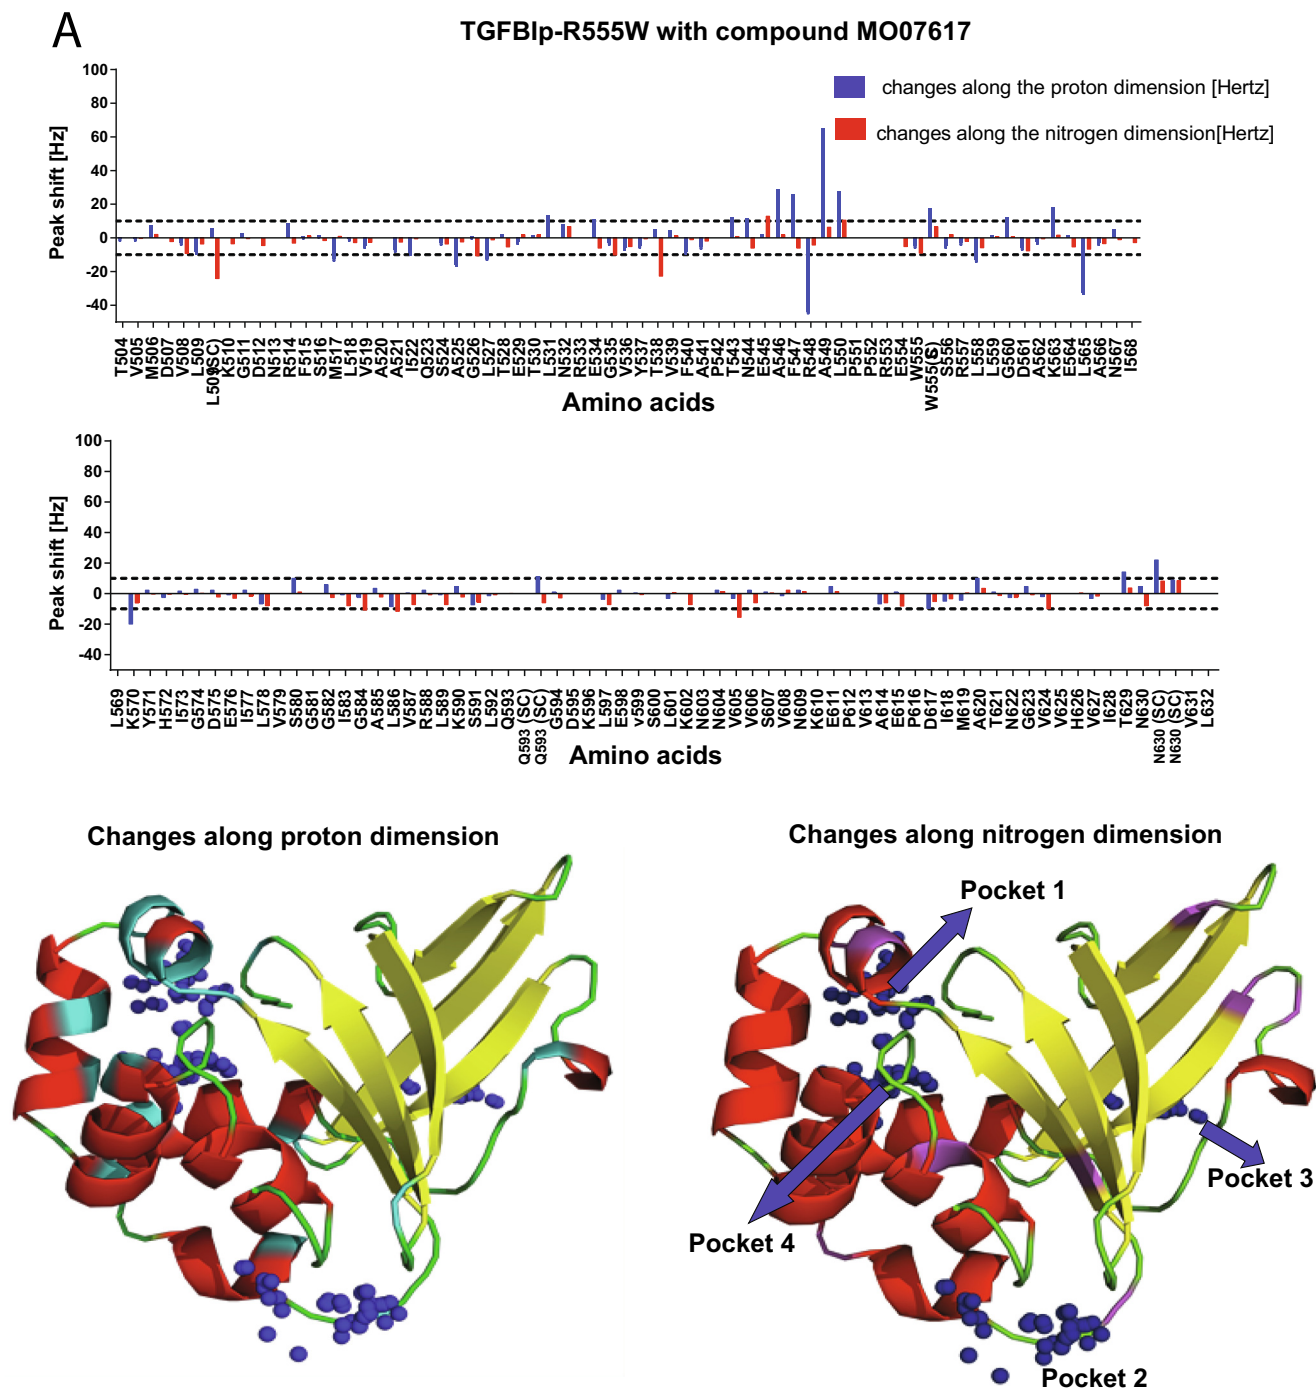 A
TGFBIp-R555W with compound MO07617
changes along the proton dimension [Hertz]
changes along the nitrogen dimension[Hertz]
Peak shift [Hz]
100
80
60
40
20
0
-20
-40
T504 V505 M506 D507 V508 L509 L509(SC) K510 G511 D512 N513 R514 F515 S516 M517 L518 V519 A520 A521 I522 Q523 S524 A525 G526 L527 T528 E529 T530 L531 N532 R533 E534 G535 V536 Y537 T538 V539 F540 A541 P542 T543 N544 E545 A546 F547 R548 A549 L550 P551 P552 R553 E554 W555 W555(S) S556 R557 L558 L559 G560 D561 A562 K563 E564 L565 A566 N567 I568
Amino acids
Peak shift [Hz]
100
80
60
40
20
0
-20
-40
L569 K570 Y571 H572 I573 G574 D575 E576 I577 L578 V579 S580 G581 G582 I583 G584 A585 L586 V587 R588 L589 K590 S591 L592 Q593 Q593 (SC) Q593 (SC) G594 D595 K596 L597 E598 v599 S600 L601 K602 N603 N604 V605 V606 S607 V608 N609 K610 E611 P612 V613 A614 E615 P616 D617 I618 M619 A620 T621 N622 G623 V624 V625 H626 V627 I628 T629 N630 N630 (SC) N630 (SC) V631 L632
Amino acids
Changes along proton dimension
Changes along nitrogen dimension
Pocket 1
Pocket 3
Pocket 4
Pocket 2